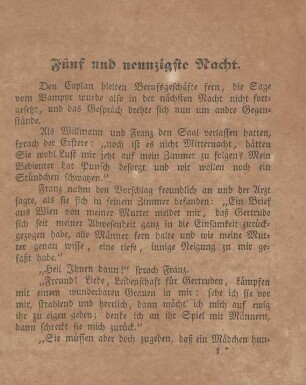 Fünf und neunzigste Nacht.
Den Caplan hielten Berufsgeschäfte fern, die Sage
vom Vampyr wurde also in der nächsten Nacht nicht fort-
gesetzt, und das Gespräch drehte sich nun um andre Gegen-
stände.
Als Willmann und Franz den Saal verlassen hatten,
sprach der Erstere: „noch ist es nicht Mitternacht, hätten
Sie wohl Lust mir jetzt auf mein Zimmer zu folgen? Mein
Bedienter hat Punsch besorgt und wir wollen noch ein
Stündchen schwatzen.“
Franz nahm den Vorschlag freundlich an und der Arzt
sagte, als sie sich in seinem Zimmer befanden: „Ein Brief
aus Wien von meiner Mutter meldet mir, daß Gertrude
sich seit meiner Abwesenheit ganz in die Einsamkeit zurück-
gezogen habe, alle Männer fern halte und wie meine Mut-
ter genau wisse, eine tiefe, innige Neigung zu mir ge-
faßt habe.“
„Heil Ihnen dann!“ sprach Franz.
„Freund! Liebe, Leidenschaft für Gertruden, kämpfen
mit einem wunderbaren Grauen in mir: seh ich sie vor
mir, strahlend und herrlich, dann möcht' ich mich auf ewig
ihr zu eigen geben; denke ich an ihr Spiel mit Männern,
dann schreckt sie mich zurück.“
„Sie müssen aber doch zugeben, daß ein Mädchen hun-
1 *